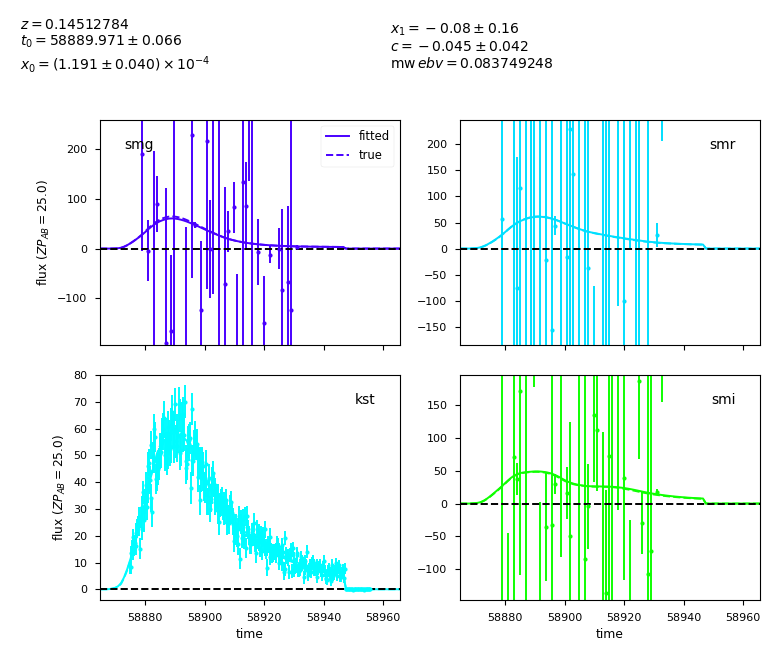 z = 0.14512784
t₀ = 58889.971 ± 0.066
x₀ = (1.191 ± 0.040) × 10⁻⁴
x₁ = −0.08 ± 0.16
c = −0.045 ± 0.042
mw ebv = 0.083749248
smg
fitted
true
200
100
0
−100
flux (ZP_AB = 25.0)
smr
200
150
100
50
0
−50
−100
−150
kst
80
70
60
50
40
30
20
10
0
flux (ZP_AB = 25.0)
58880 58900 58920 58940 58960
time
smi
150
100
50
0
−50
−100
58880 58900 58920 58940 58960
time